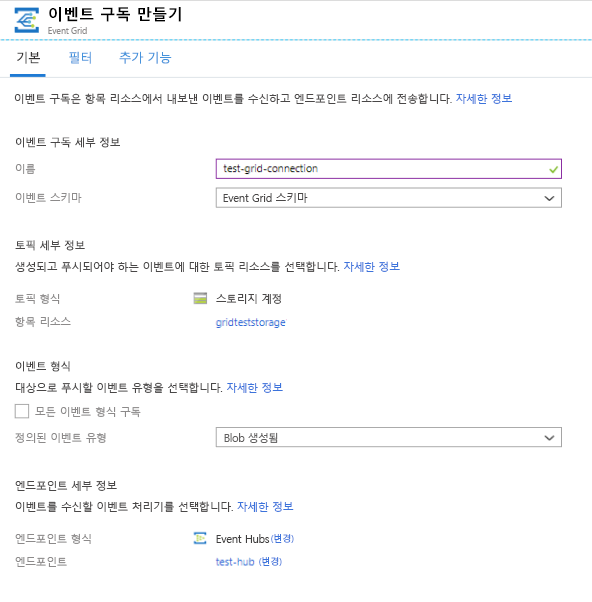 이벤트 구독 만들기
Event Grid
기본 필터 추가 기능
이벤트 구독은 항목 리소스에서 내보낸 이벤트를 수신하고 엔드포인트 리소스에 전송합니다. 자세한 정보
이벤트 구독 세부 정보
이름 test-grid-connection
이벤트 스키마 Event Grid 스키마
토픽 세부 정보
생성되고 푸시되어야 하는 이벤트에 대한 토픽 리소스를 선택합니다. 자세한 정보
토픽 형식 스토리지 계정
항목 리소스 gridteststorage
이벤트 형식
대상으로 푸시할 이벤트 유형을 선택합니다. 자세한 정보
모든 이벤트 형식 구독
정의된 이벤트 유형 Blob 생성됨
엔드포인트 세부 정보
이벤트를 수신할 이벤트 처리기를 선택합니다. 자세한 정보
엔드포인트 형식 Event Hubs(변경)
엔드포인트 test-hub (변경)